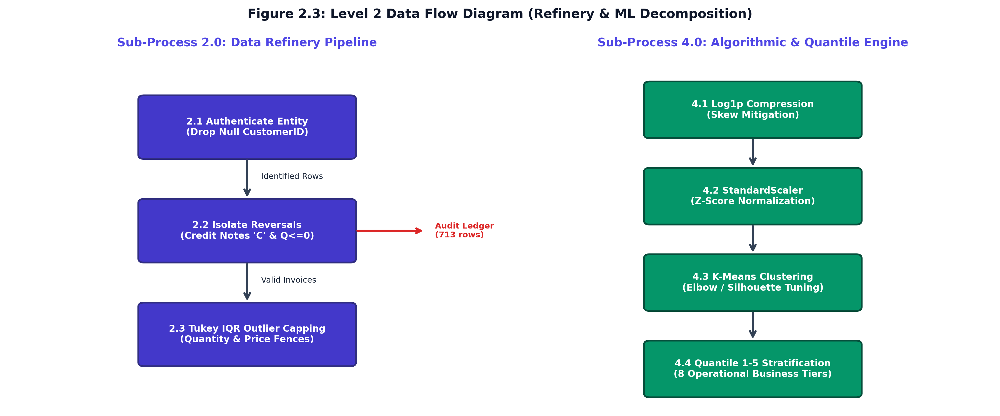 Figure 2.3: Level 2 Data Flow Diagram (Refinery & ML Decomposition)
Sub-Process 2.0: Data Refinery Pipeline
2.1 Authenticate Entity
(Drop Null CustomerID)
Identified Rows
2.2 Isolate Reversals
(Credit Notes 'C' & Q<=0)
Audit Ledger
(713 rows)
Valid Invoices
2.3 Tukey IQR Outlier Capping
(Quantity & Price Fences)
Sub-Process 4.0: Algorithmic & Quantile Engine
4.1 Log1p Compression
(Skew Mitigation)
4.2 StandardScaler
(Z-Score Normalization)
4.3 K-Means Clustering
(Elbow / Silhouette Tuning)
4.4 Quantile 1-5 Stratification
(8 Operational Business Tiers)